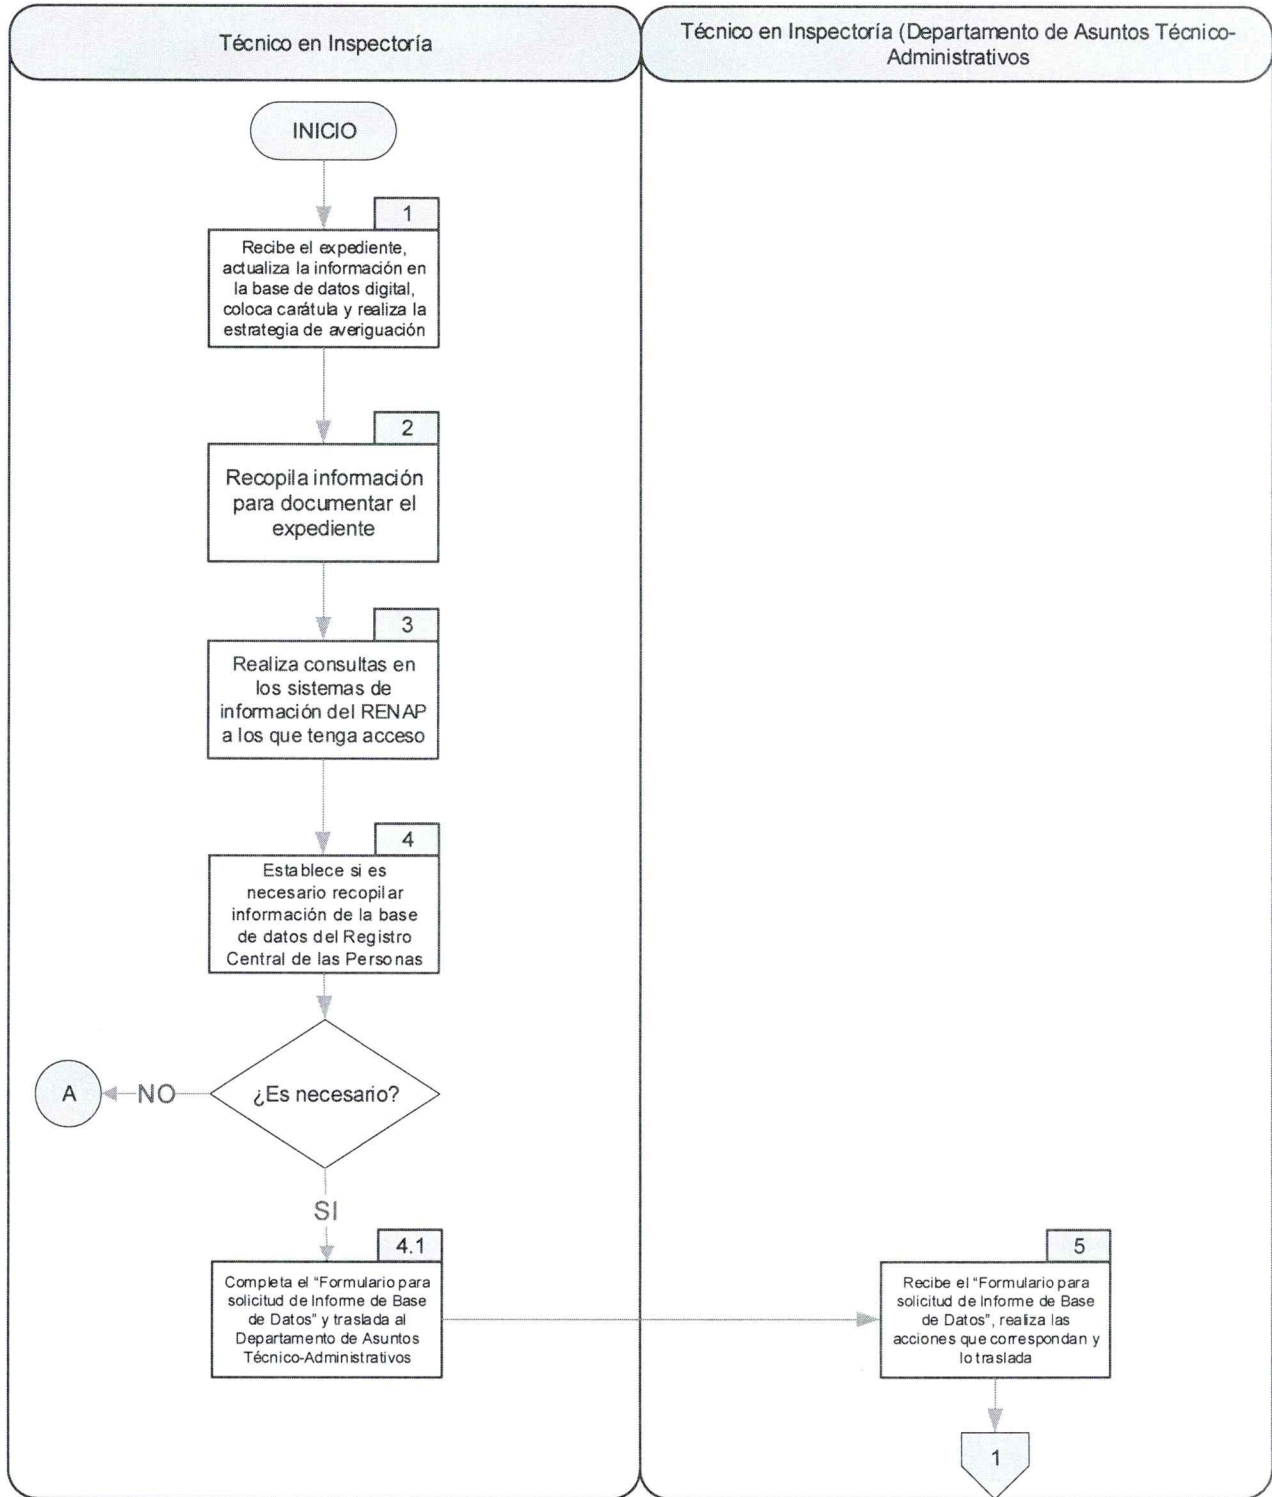 Técnico en Inspectoría
Técnico en Inspectoría (Departamento de Asuntos Técnico-
Administrativos
INICIO
1
Recibe el expediente,
actualiza la información en
la base de datos digital,
coloca carátula y realiza la
estrategia de averiguación
2
Recopila información
para documentar el
expediente
3
Realiza consultas en
los sistemas de
información del RENAP
a los que tenga acceso
4
Establece si es
necesario recopilar
información de la base
de datos del Registro
Central de las Personas
¿Es necesario?
NO
A
SI
4.1
Completa el “Formulario para
solicitud de Informe de Base
de Datos” y traslada al
Departamento de Asuntos
Técnico-Administrativos
5
Recibe el “Formulario para
solicitud de Informe de Base
de Datos”, realiza las
acciones que correspondan y
lo traslada
1